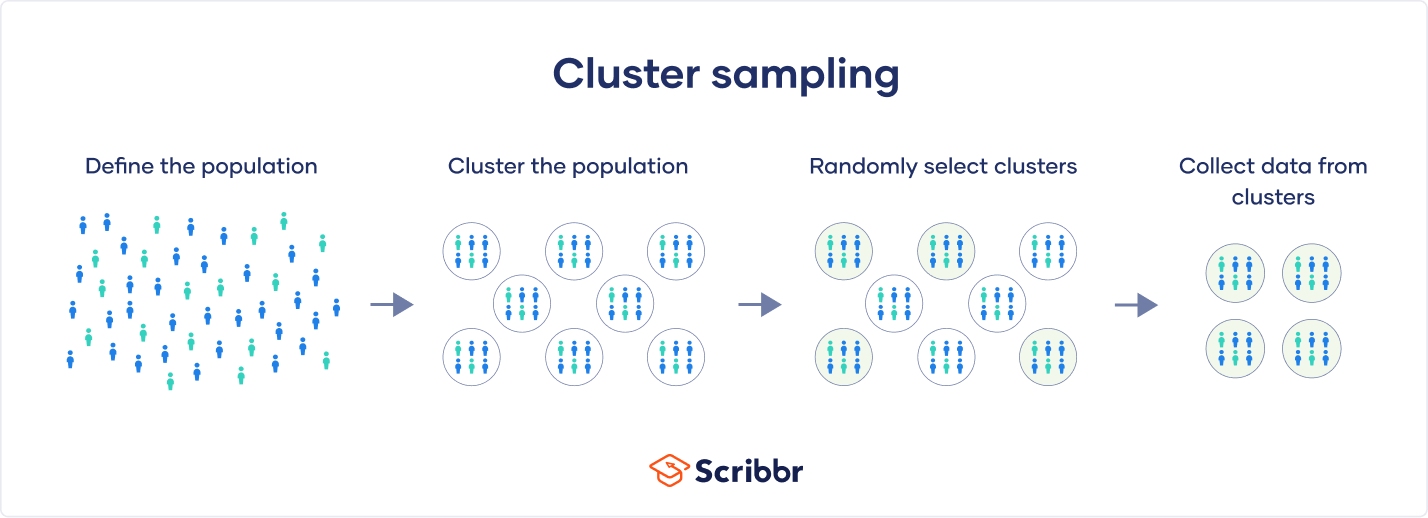 Cluster sampling
Define the population
Cluster the population
Randomly select clusters
Collect data from
clusters
Scribbr